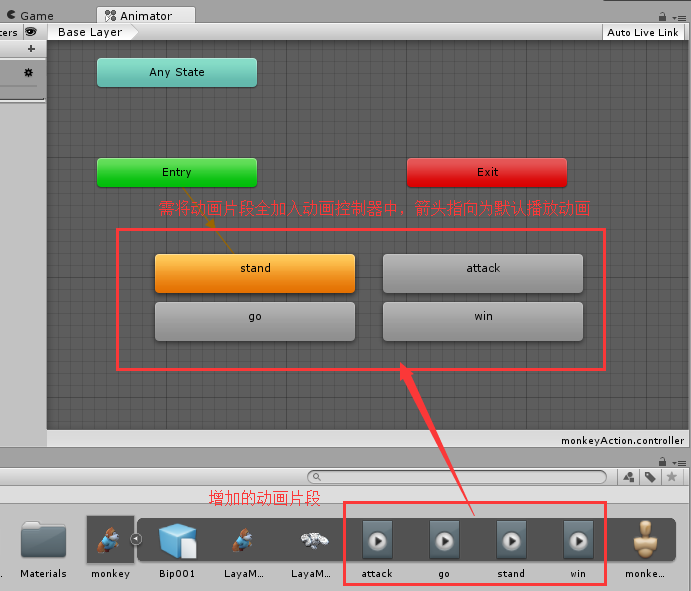 Game
Animator
ters
Base Layer
Auto Live Link
+
Any State
Entry
Exit
需将动画片段全加入动画控制器中，箭头指向为默认播放动画
stand
attack
go
win
monkeyAction.controller
增加的动画片段
Materials
monkey
Bip001
LayaM...
LayaM...
attack
go
stand
win
monke...